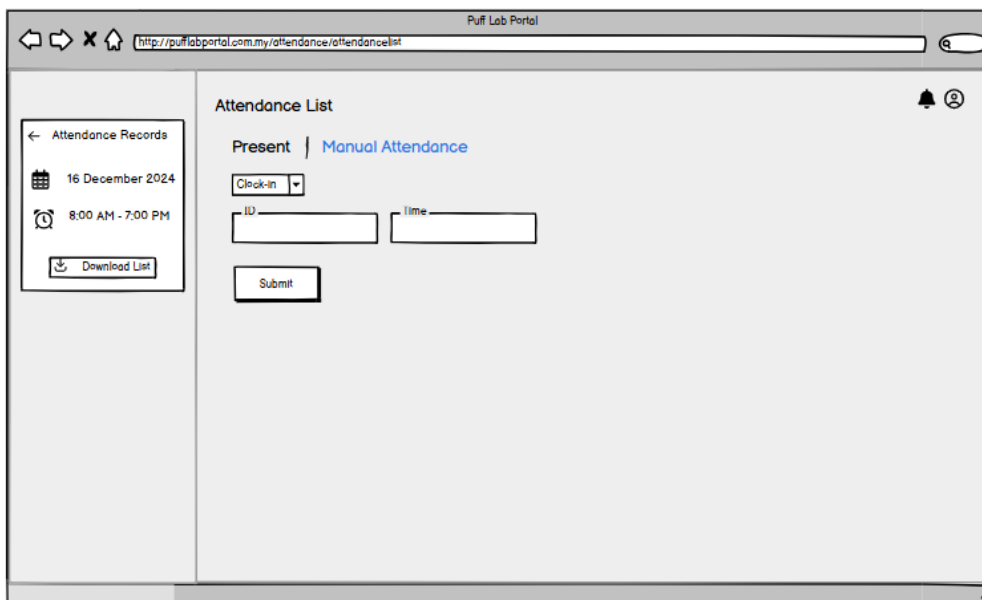 Puff Lab Portal
http://pufflabportal.com.my/attendance/attendancelist
Attendance Records
16 December 2024
8:00 AM - 7:00 PM
Download List
Attendance List
Present | Manual Attendance
Clock-in
ID
Time
Submit